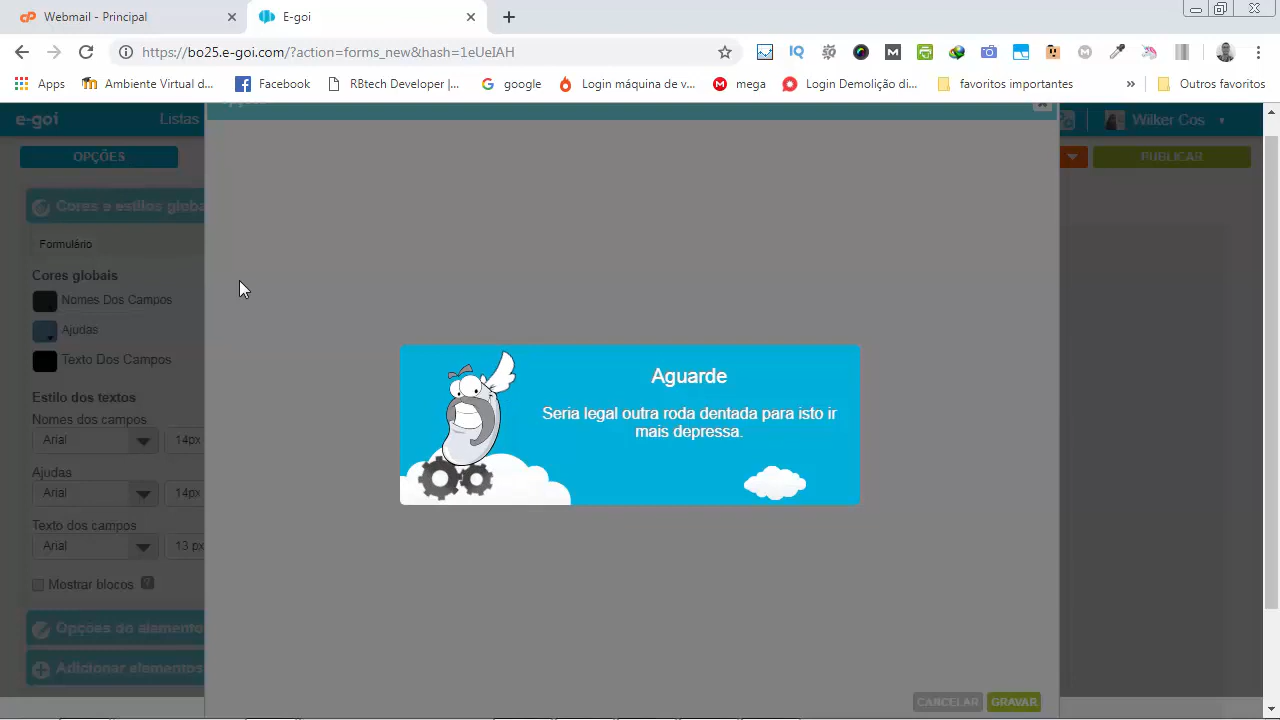 Webmail - Principal
E-goi
https://bo25.e-goi.com/?action=forms_new&hash=1eUeIAH
Apps
Ambiente Virtual d...
Facebook
RBtech Developer |...
google
Login máquina de v...
mega
Login Demolição di...
favoritos importantes
»
Outros favoritos
e-goi
Listas
Wilker Cos
OPÇÕES
PUBLICAR
Cores e estilos globa
Formulário
Cores globais
Nomes Dos Campos
Ajudas
Texto Dos Campos
Estilo dos textos
Nomes dos campos
Arial
14px
Ajudas
Arial
14px
Texto dos campos
Arial
13 px
Mostrar blocos ?
Opções do elemento
Adicionar elementos
Aguarde
Seria legal outra roda dentada para isto ir
mais depressa.
CANCELAR
GRAVAR